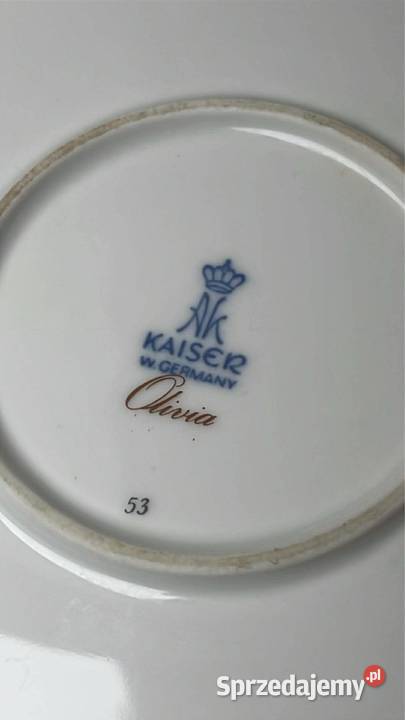 AK
KAISER
W. GERMANY
Olivia
53
Sprzedajemy.pl